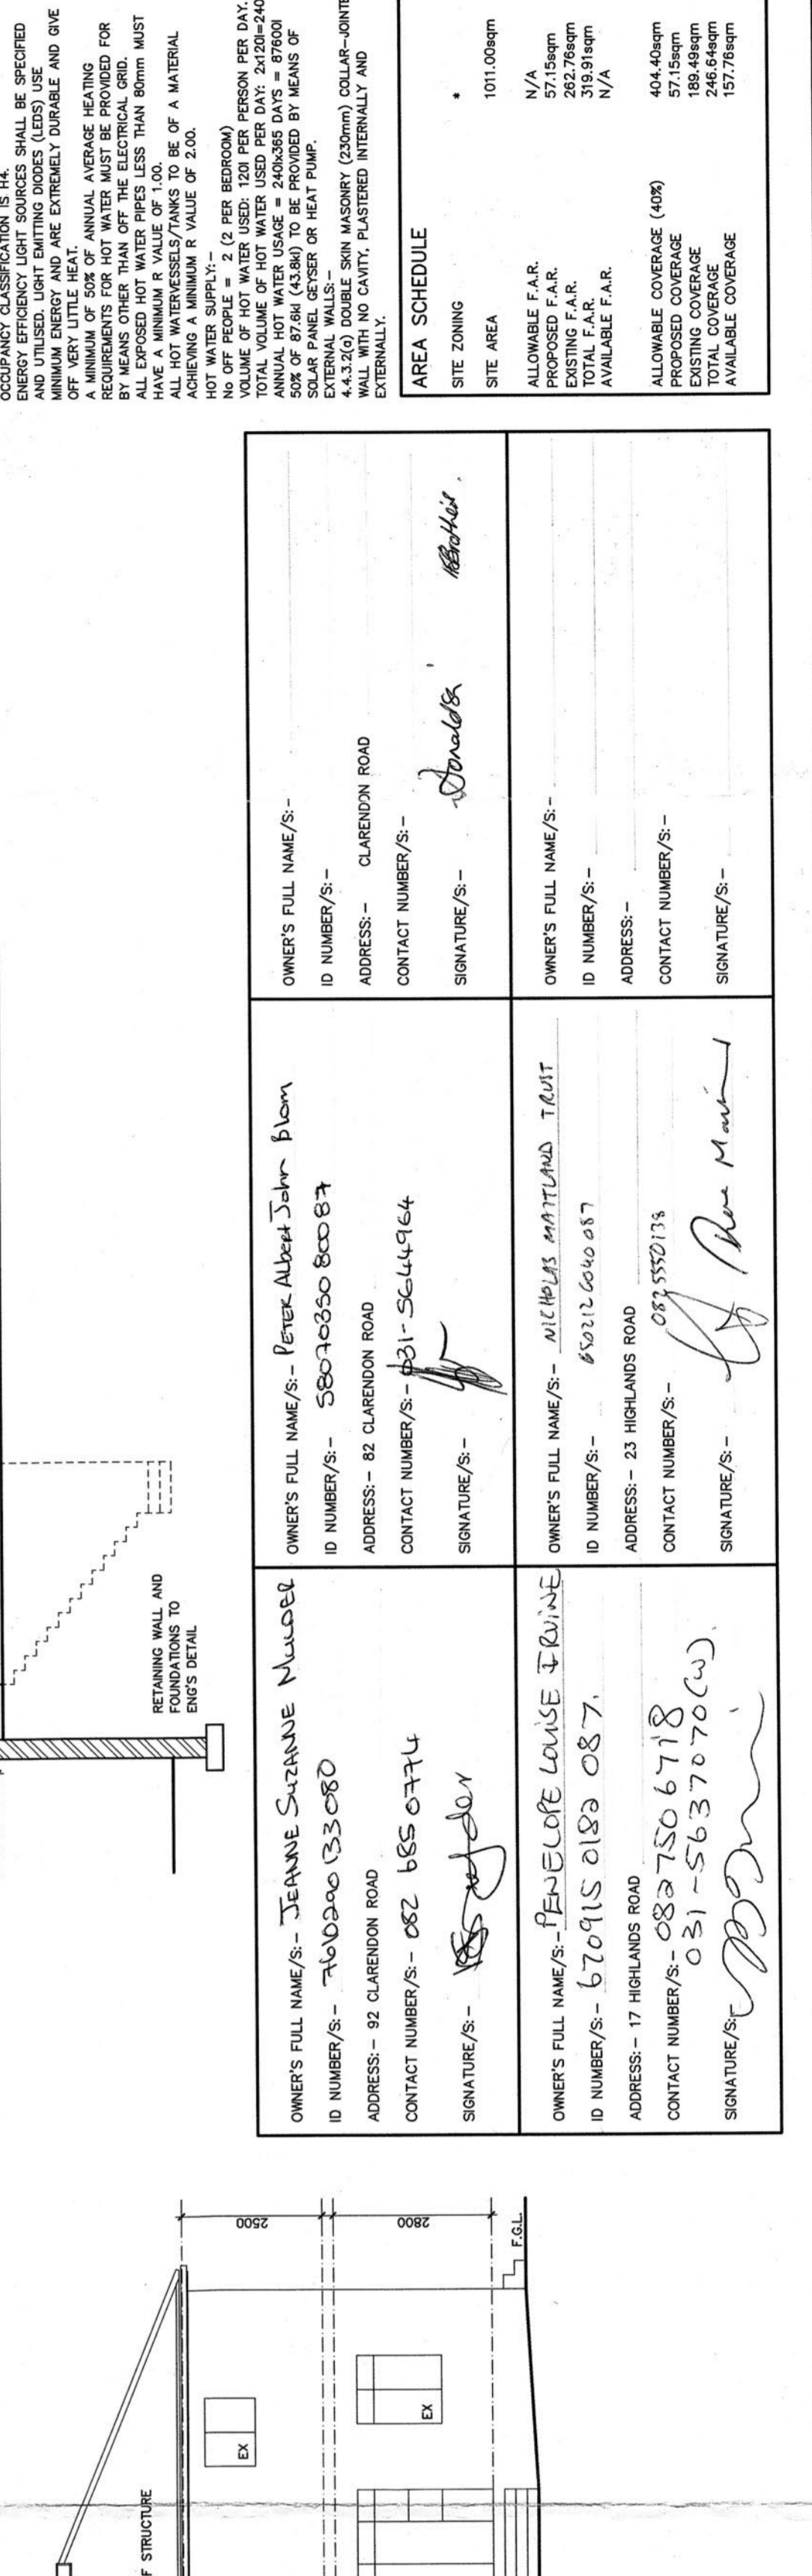 OCCUPANCY CLASSIFICATION IS H4.
ENERGY EFFICIENCY LIGHT SOURCES SHALL BE SPECIFIED
AND UTILISED. LIGHT EMITTING DIODES (LEDS) USE
MINIMUM ENERGY AND ARE EXTREMELY DURABLE AND GIVE
OFF VERY LITTLE HEAT.
A MINIMUM OF 50% OF ANNUAL AVERAGE HEATING
REQUIREMENTS FOR HOT WATER MUST BE PROVIDED FOR
BY MEANS OTHER THAN OFF THE ELECTRICAL GRID.
ALL EXPOSED HOT WATER PIPES LESS THAN 80mm MUST
HAVE A MINIMUM R VALUE OF 1.00.
ALL HOT WATERVESSELS/TANKS TO BE OF A MATERIAL
ACHIEVING A MINIMUM R VALUE OF 2.00.
HOT WATER SUPPLY:-
No OFF PEOPLE = 2 (2 PER BEDROOM)
VOLUME OF HOT WATER USED: 120l PER PERSON PER DAY.
TOTAL VOLUME OF HOT WATER USED PER DAY: 2x120l=240
ANNUAL HOT WATER USAGE = 240lx365 DAYS = 87600l
50% OF 87.6kl (43.8kl) TO BE PROVIDED BY MEANS OF
SOLAR PANEL GEYSER OR HEAT PUMP.
EXTERNAL WALLS:-
4.4.3.2(a) DOUBLE SKIN MASONRY (230mm) COLLAR-JOINTE
WALL WITH NO CAVITY, PLASTERED INTERNALLY AND
EXTERNALLY.
AREA SCHEDULE
SITE ZONING *
SITE AREA 1011.00sqm
ALLOWABLE F.A.R. N/A
PROPOSED F.A.R. 57.15sqm
EXISTING F.A.R. 262.76sqm
TOTAL F.A.R. 319.91sqm
AVAILABLE F.A.R. N/A
ALLOWABLE COVERAGE (40%) 404.40sqm
PROPOSED COVERAGE 57.15sqm
EXISTING COVERAGE 189.49sqm
TOTAL COVERAGE 246.64sqm
AVAILABLE COVERAGE 157.76sqm
RETAINING WALL AND
FOUNDATIONS TO
ENG'S DETAIL
OWNER'S FULL NAME/S:- JEANNE SUZANNE MULDER
ID NUMBER/S:- 7610290133080
ADDRESS:- 92 CLARENDON ROAD
CONTACT NUMBER/S:- 082 685 0774
SIGNATURE/S:-
OWNER'S FULL NAME/S:- PETER Albert John Blom
ID NUMBER/S:- 5807035080087
ADDRESS:- 82 CLARENDON ROAD
CONTACT NUMBER/S:- 031-5644964
SIGNATURE/S:-
OWNER'S FULL NAME/S:-
ID NUMBER/S:-
ADDRESS:- CLARENDON ROAD
CONTACT NUMBER/S:-
SIGNATURE/S:-
OWNER'S FULL NAME/S:- PENELOPE LOUISE IRVINE
ID NUMBER/S:- 670915 0182 087.
ADDRESS:- 17 HIGHLANDS ROAD
CONTACT NUMBER/S:- 082 750 6718
031-5637070 (W).
SIGNATURE/S:-
OWNER'S FULL NAME/S:- NICHOLAS MAITLAND TRUST
ID NUMBER/S:- 6502126040087
ADDRESS:- 23 HIGHLANDS ROAD
CONTACT NUMBER/S:- 0825550138
SIGNATURE/S:-
OWNER'S FULL NAME/S:-
ID NUMBER/S:-
ADDRESS:-
CONTACT NUMBER/S:-
SIGNATURE/S:-
F STRUCTURE
EX
EX
2500
2800
F.G.L.